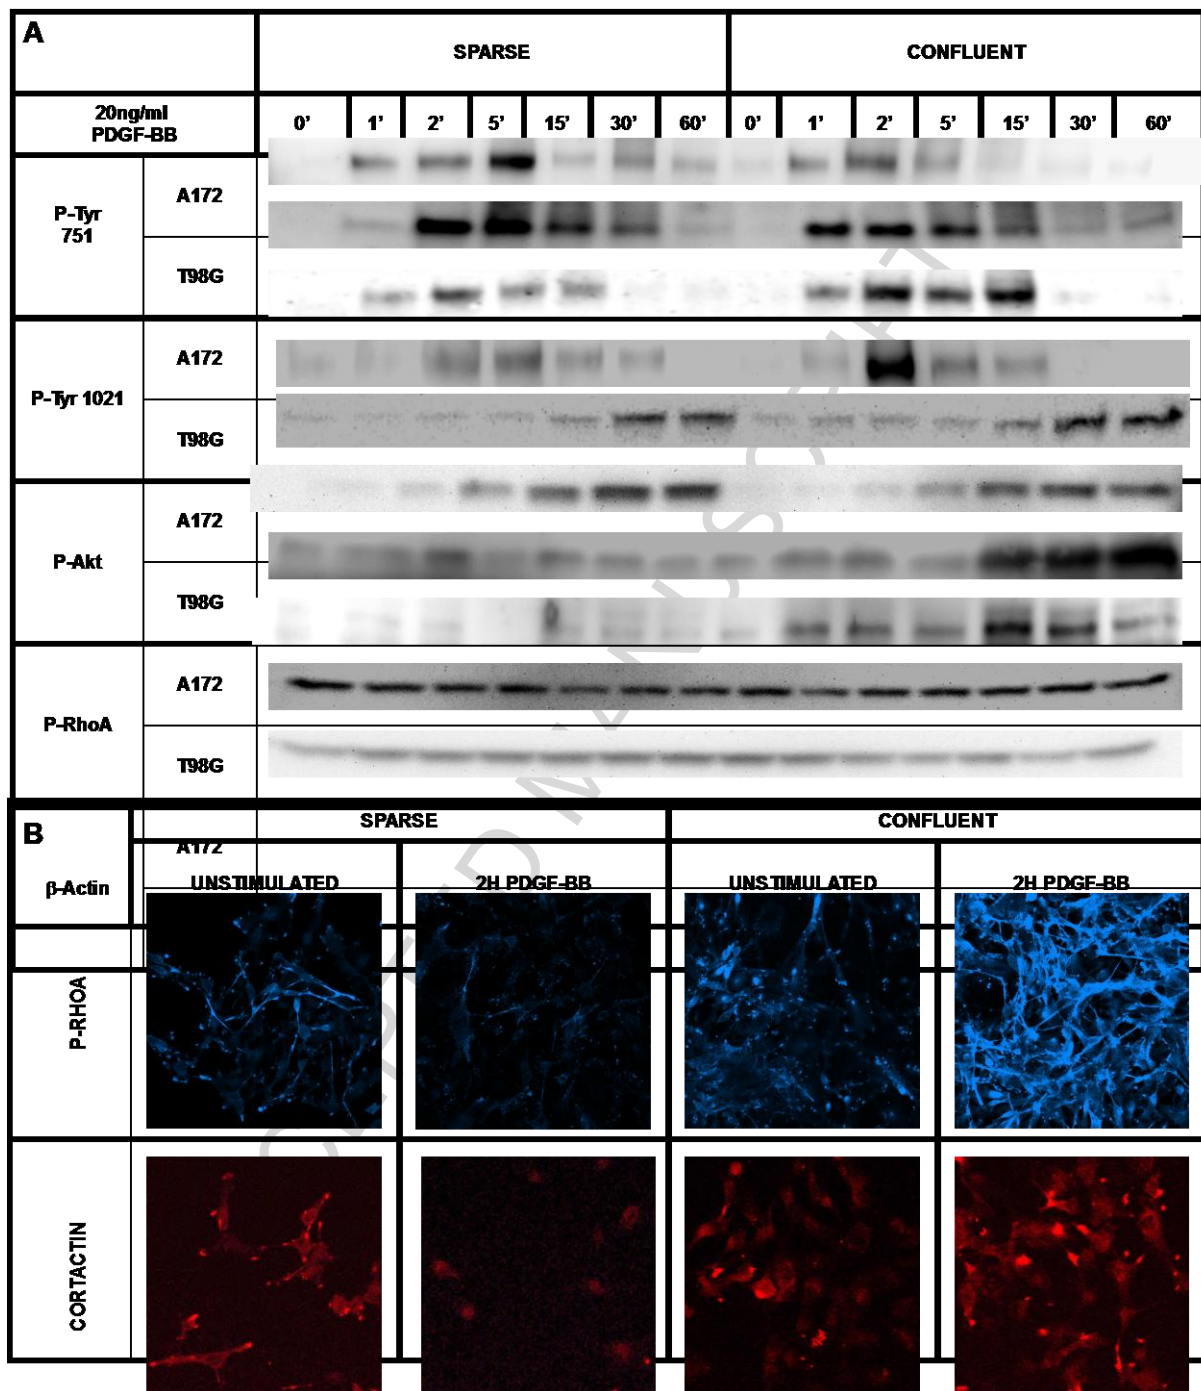 A
SPARSE
CONFLUENT
20ng/ml
PDGF-BB
0' 1' 2' 5' 15' 30' 60' 0' 1' 2' 5' 15' 30' 60'
P-Tyr
751
A172
T98G
P-Tyr 1021
A172
T98G
P-Akt
A172
T98G
P-RhoA
A172
T98G
B
SPARSE
CONFLUENT
β-Actin
A172
UNSTIMULATED
2H PDGF-BB
UNSTIMULATED
2H PDGF-BB
P-RHOA
CORTACTIN